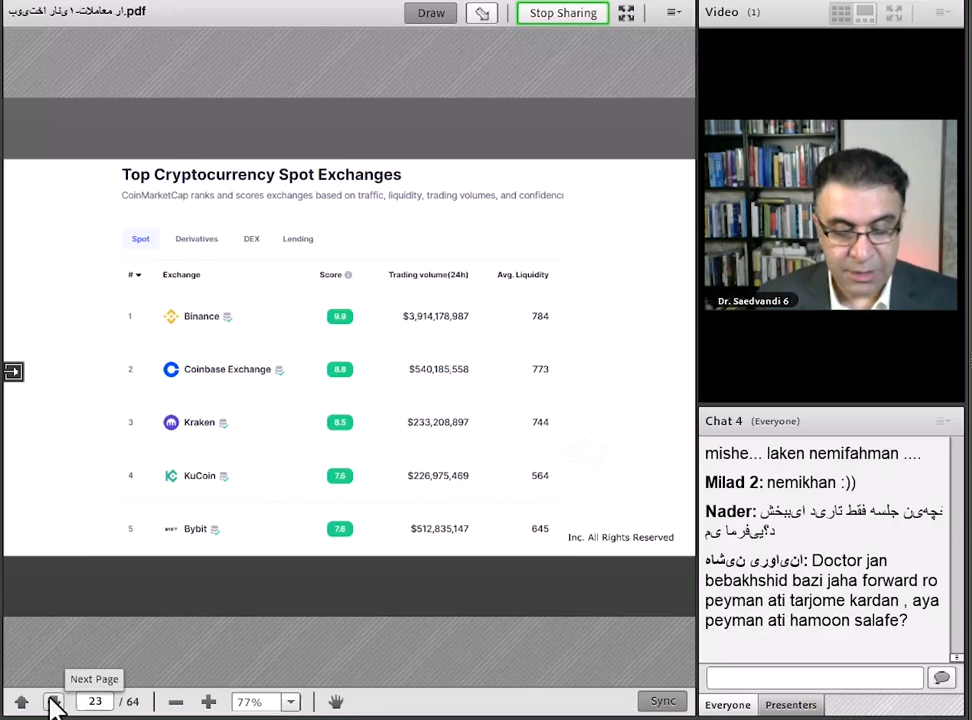 .pdf
Draw
Stop Sharing
Video (1)
Top Cryptocurrency Spot Exchanges
CoinMarketCap ranks and scores exchanges based on traffic, liquidity, trading volumes, and confidence
Spot Derivatives DEX Lending
# Exchange Score Trading volume(24h) Avg. Liquidity
1 Binance 9.9 $3,914,178,987 784
2 Coinbase Exchange 8.8 $540,185,558 773
3 Kraken 8.5 $233,208,897 744
4 KuCoin 7.6 $226,975,469 564
5 Bybit 7.6 $512,835,147 645
Inc. All Rights Reserved
Next Page
23 / 64
77%
Sync
Dr. Saedvandi 6
Chat 4 (Everyone)
mishe... laken nemifahman ....
Milad 2: nemikhan :))
Nader: جلسه فقط
Doctor jan
bebakhshid bazi jaha forward ro
peyman ati tarjome kardan , aya
peyman ati hamoon salafe?
Everyone Presenters